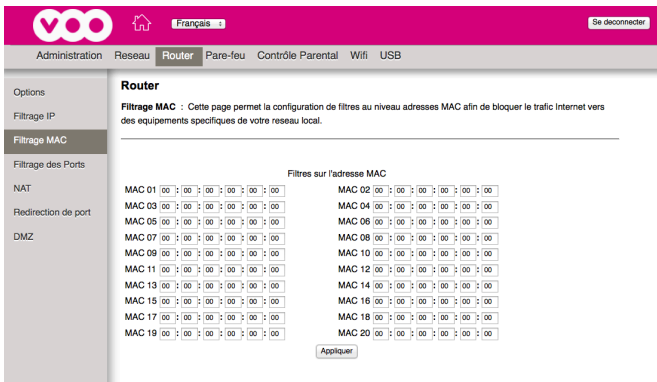 voo
Français
Se deconnecter
Administration Reseau Router Pare-feu Contrôle Parental Wifi USB
Options
Filtrage IP
Filtrage MAC
Filtrage des Ports
NAT
Redirection de port
DMZ
Router
Filtrage MAC : Cette page permet la configuration de filtres au niveau adresses MAC afin de bloquer le trafic Internet vers
des equipements specifiques de votre reseau local.
Filtres sur l'adresse MAC
MAC 01 00 : 00 : 00 : 00 : 00 : 00 MAC 02 00 : 00 : 00 : 00 : 00 : 00
MAC 03 00 : 00 : 00 : 00 : 00 : 00 MAC 04 00 : 00 : 00 : 00 : 00 : 00
MAC 05 00 : 00 : 00 : 00 : 00 : 00 MAC 06 00 : 00 : 00 : 00 : 00 : 00
MAC 07 00 : 00 : 00 : 00 : 00 : 00 MAC 08 00 : 00 : 00 : 00 : 00 : 00
MAC 09 00 : 00 : 00 : 00 : 00 : 00 MAC 10 00 : 00 : 00 : 00 : 00 : 00
MAC 11 00 : 00 : 00 : 00 : 00 : 00 MAC 12 00 : 00 : 00 : 00 : 00 : 00
MAC 13 00 : 00 : 00 : 00 : 00 : 00 MAC 14 00 : 00 : 00 : 00 : 00 : 00
MAC 15 00 : 00 : 00 : 00 : 00 : 00 MAC 16 00 : 00 : 00 : 00 : 00 : 00
MAC 17 00 : 00 : 00 : 00 : 00 : 00 MAC 18 00 : 00 : 00 : 00 : 00 : 00
MAC 19 00 : 00 : 00 : 00 : 00 : 00 MAC 20 00 : 00 : 00 : 00 : 00 : 00
Appliquer